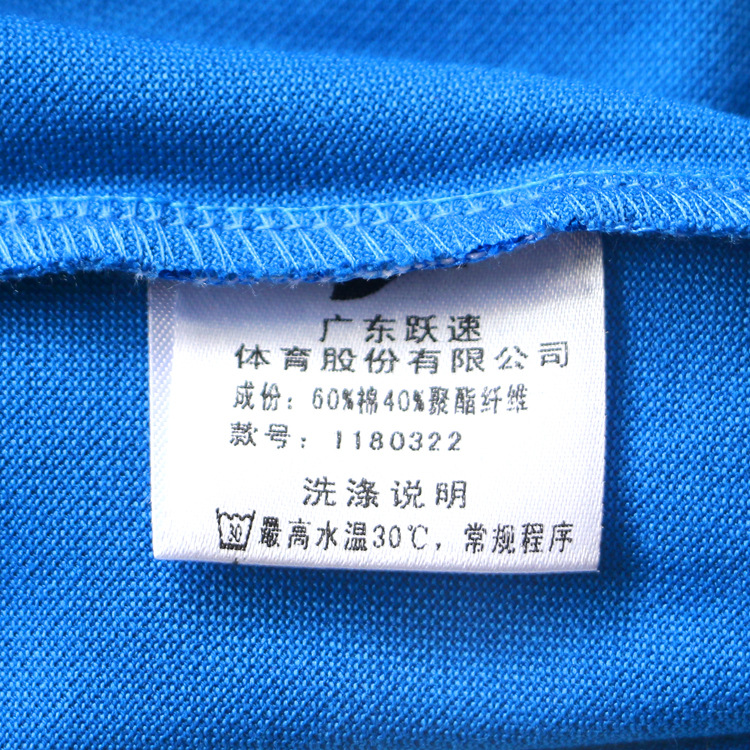 广东跃速
体育股份有限公司
成份：60%棉40%聚酯纤维
款号：1180322
洗涤说明
30 最高水温30℃，常规程序